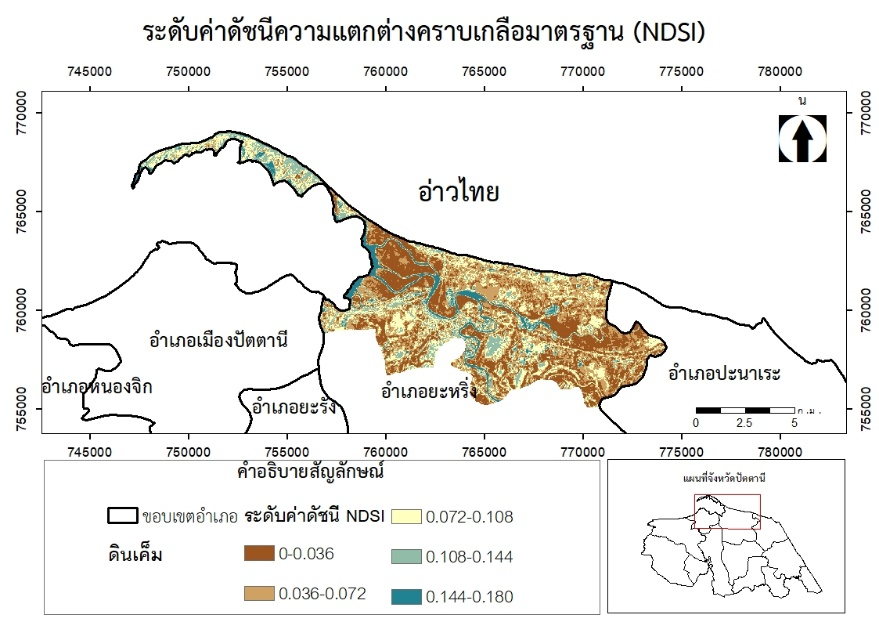 ระดับค่าดัชนีความแตกต่างคราบเกลือมาตรฐาน (NDSI)
745000 750000 755000 760000 765000 770000 775000 780000
770000 770000
น
765000 765000
อ่าวไทย
760000 760000
อำเภอเมืองปัตตานี
อำเภอปะนาเระ
อำเภอหนองจิก
อำเภอยะหริ่ง
อำเภอยะรัง
755000 755000
ก.ม.
0 2.5 5
745000 750000 755000 760000 765000 770000 775000 780000
คำอธิบายสัญลักษณ์
ขอบเขตอำเภอ ระดับค่าดัชนี NDSI 0.072-0.108
ดินเค็ม 0-0.036 0.108-0.144
0.036-0.072 0.144-0.180
แผนที่จังหวัดปัตตานี